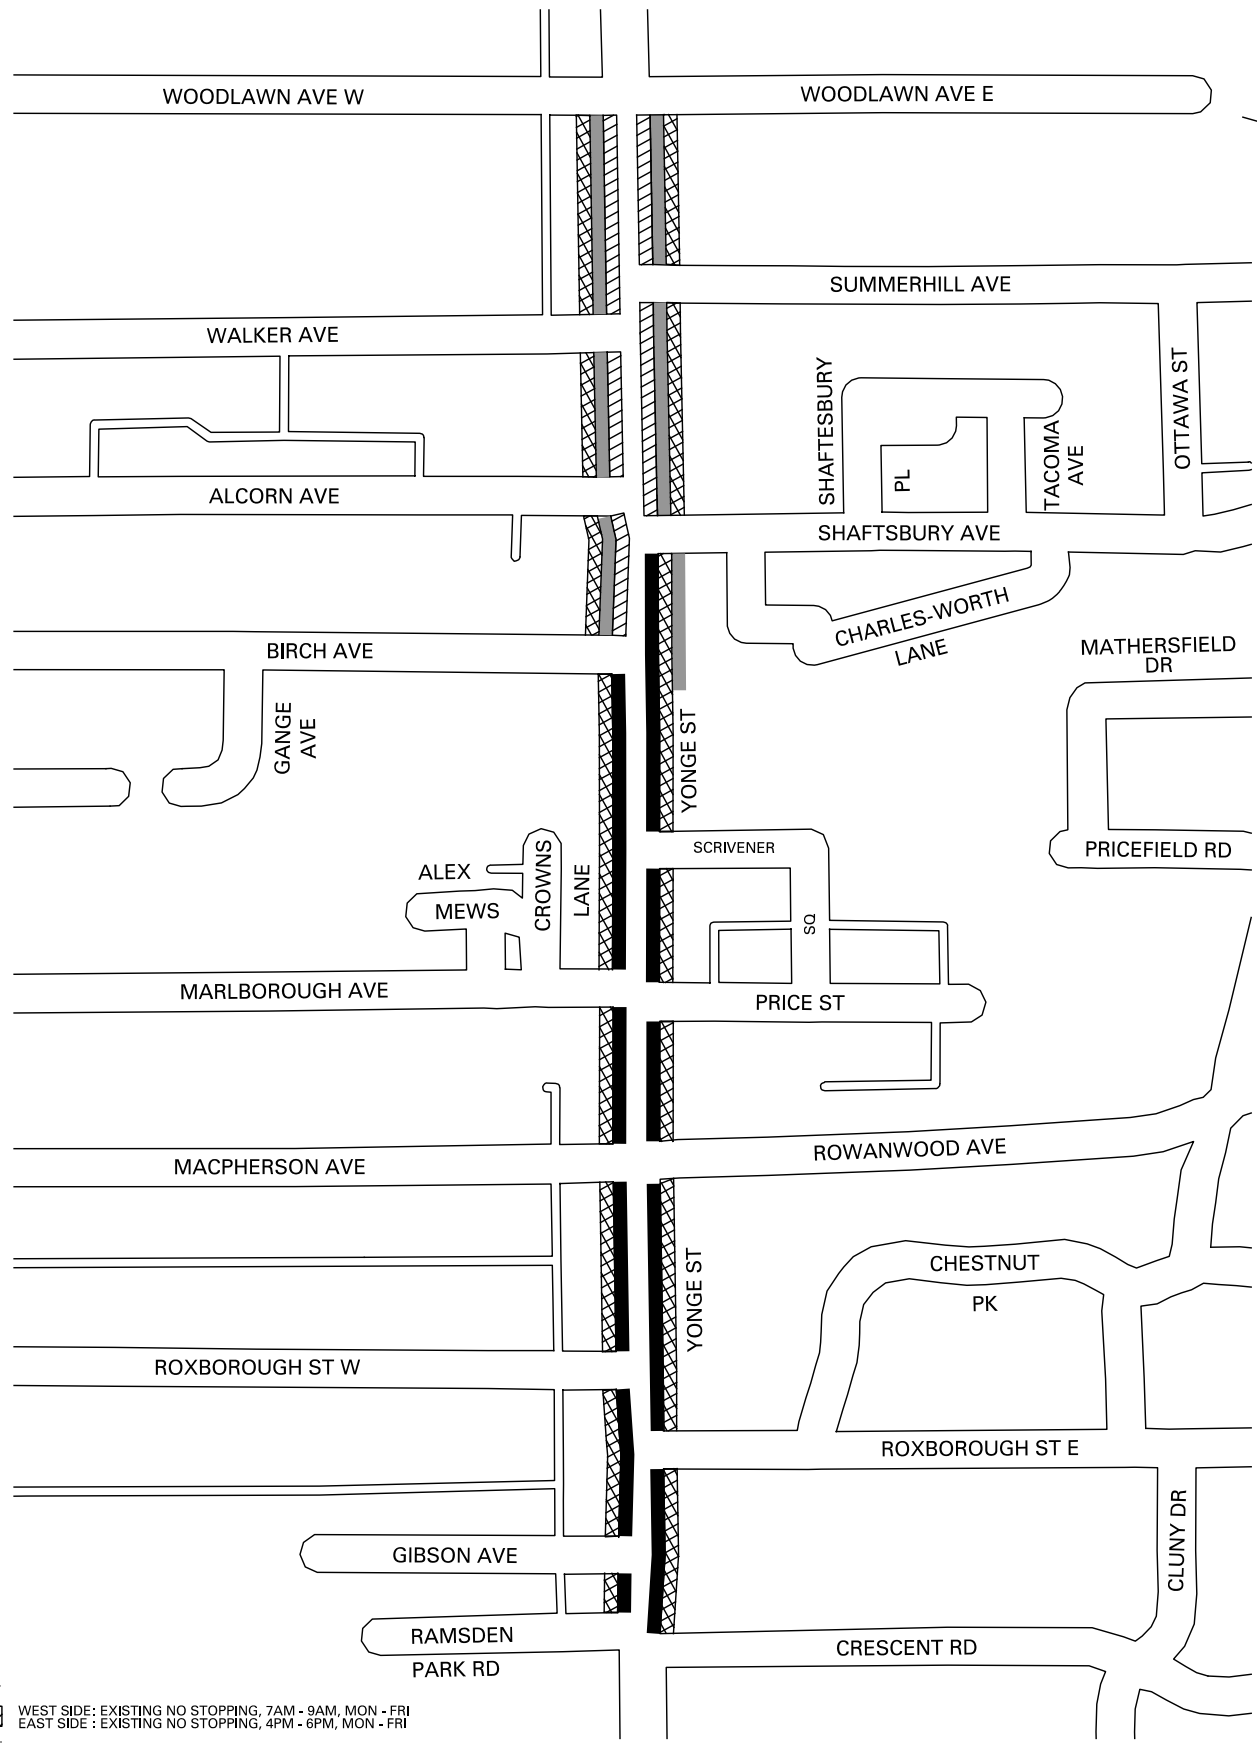 WOODLAWN AVE W
WOODLAWN AVE E
SUMMERHILL AVE
WALKER AVE
SHAFTESBURY
PL
TACOMA
AVE
OTTAWA ST
ALCORN AVE
SHAFTSBURY AVE
CHARLES-WORTH
LANE
BIRCH AVE
MATHERSFIELD
DR
GANGE
AVE
YONGE ST
SCRIVENER
SQ
PRICEFIELD RD
ALEX
MEWS
CROWNS
LANE
MARLBOROUGH AVE
PRICE ST
MACPHERSON AVE
ROWANWOOD AVE
CHESTNUT
PK
YONGE ST
ROXBOROUGH ST W
ROXBOROUGH ST E
CLUNY DR
GIBSON AVE
RAMSDEN
PARK RD
CRESCENT RD
WEST SIDE: EXISTING NO STOPPING, 7AM - 9AM, MON - FRI
EAST SIDE : EXISTING NO STOPPING, 4PM - 6PM, MON - FRI